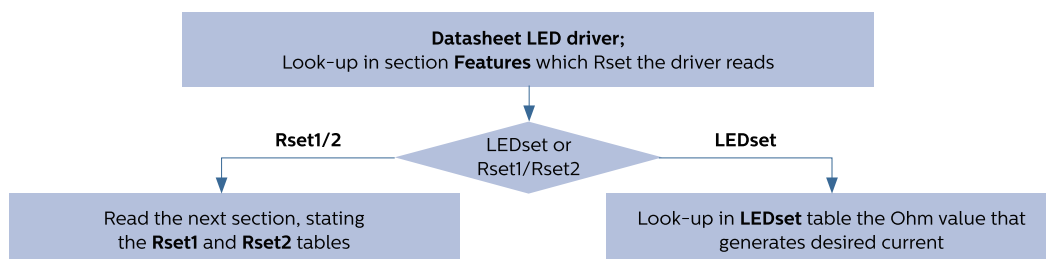 Datasheet LED driver;
Look-up in section Features which Rset the driver reads
Rset1/2
LEDset or
Rset1/Rset2
LEDset
Read the next section, stating
the Rset1 and Rset2 tables
Look-up in LEDset table the Ohm value that
generates desired current